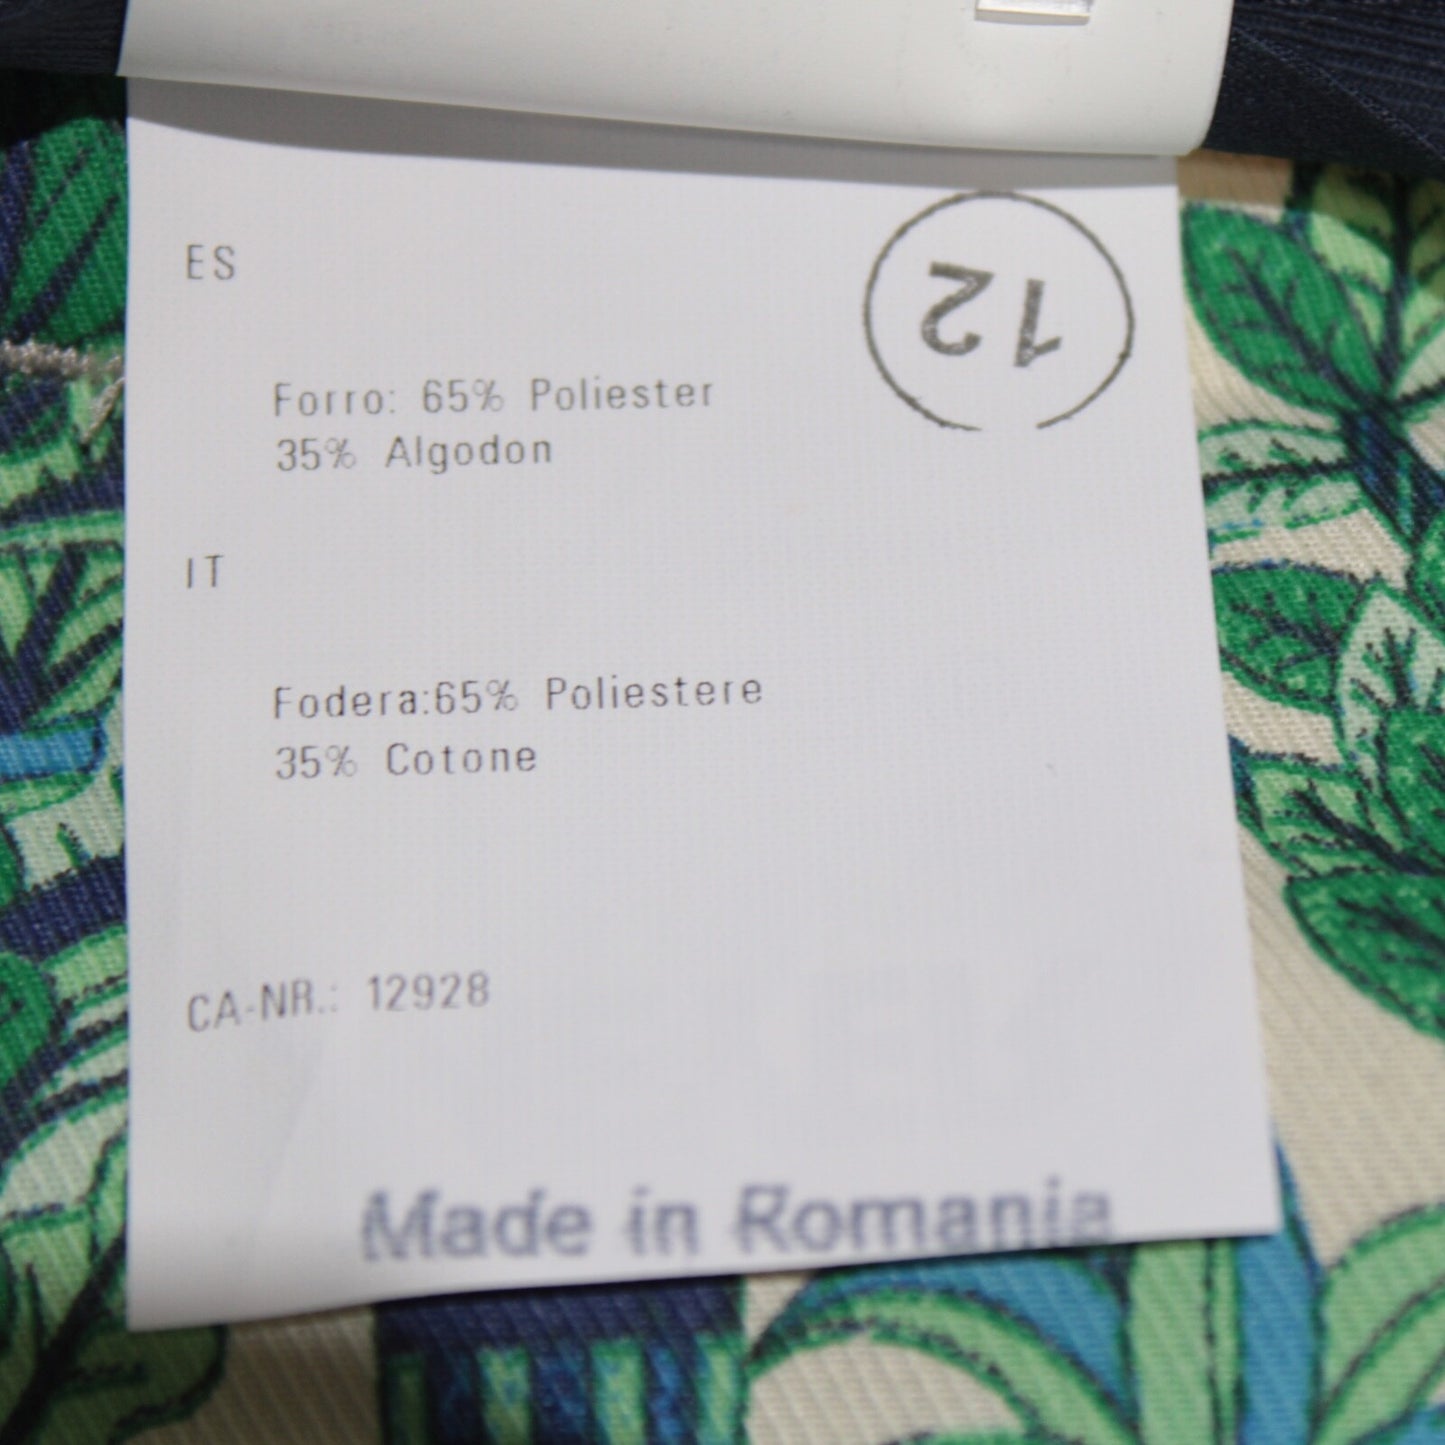 12
ES
Forro: 65% Poliester
35% Algodon
IT
Fodera:65% Poliestere
35% Cotone
CA-NR.: 12928
Made in Romania